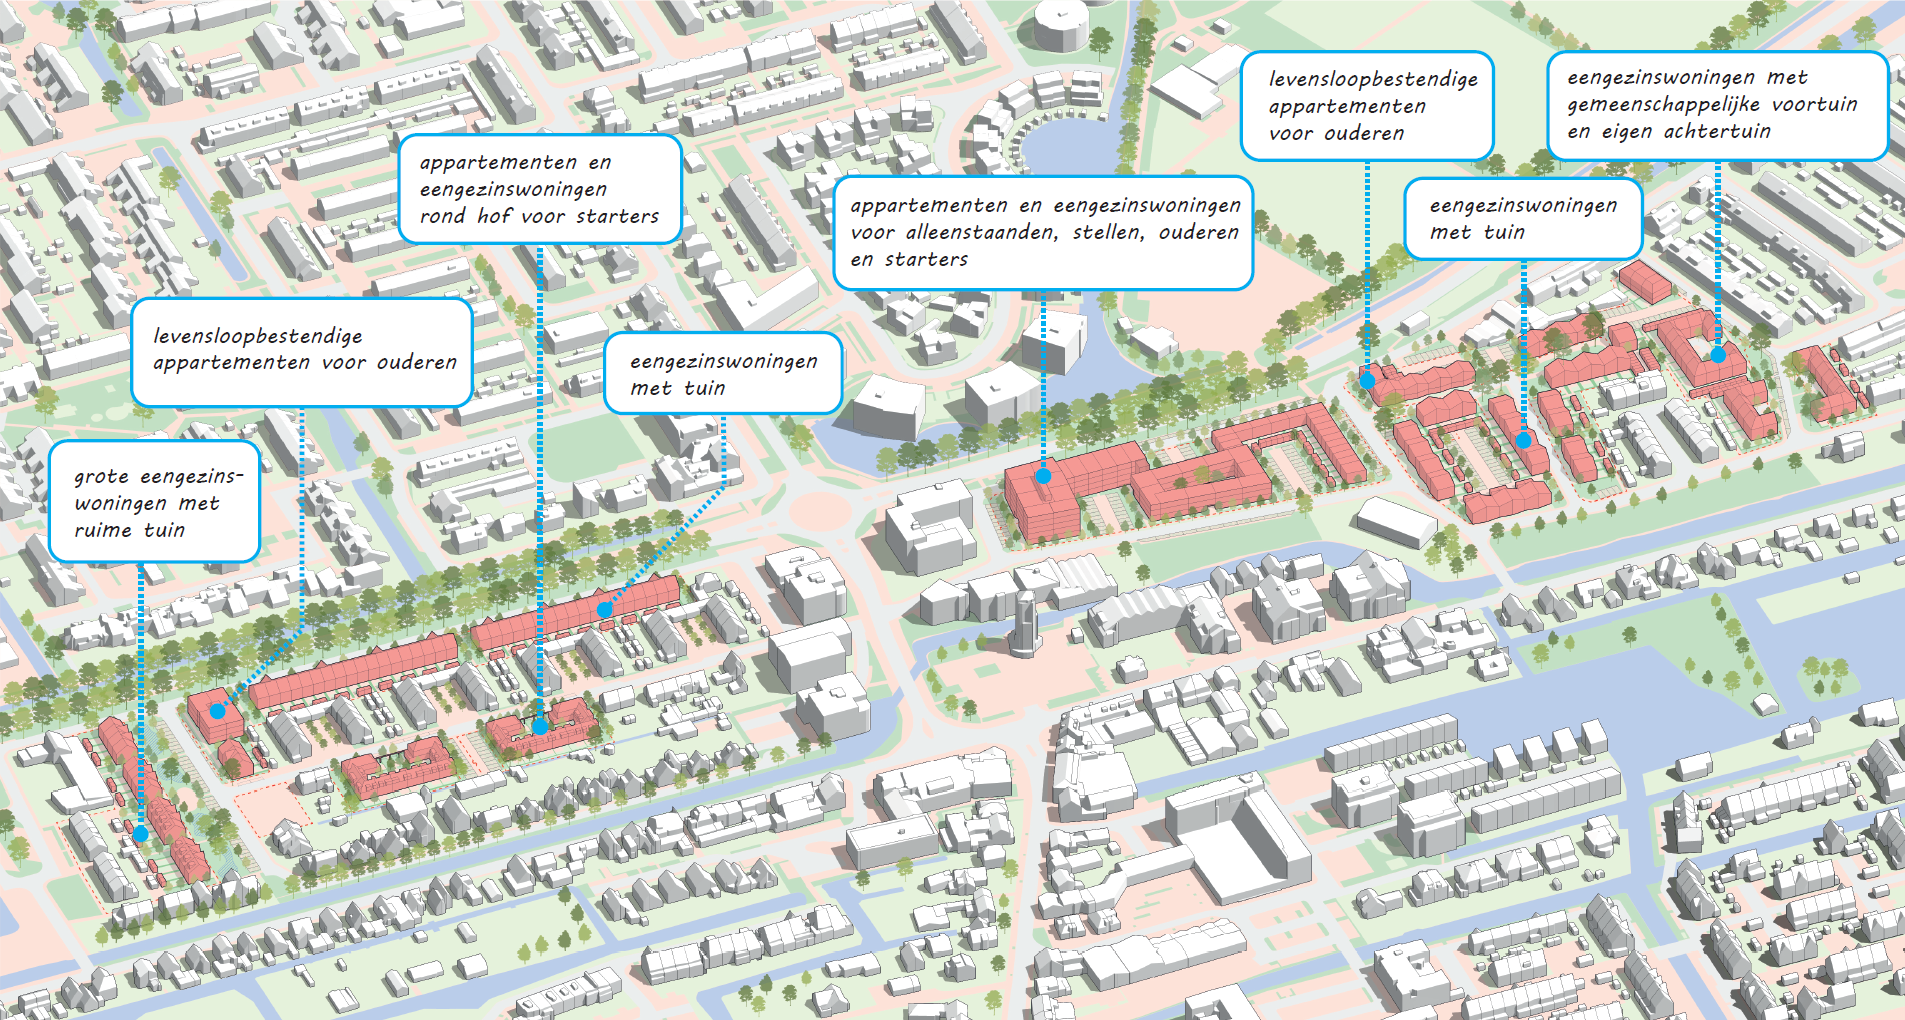 levensloopbestendige
appartementen
voor ouderen
eengezinswoningen met
gemeenschappelijke voortuin
en eigen achtertuin
appartementen en
eengezinswoningen
rond hof voor starters
appartementen en eengezinswoningen
voor alleenstaanden, stellen, ouderen
en starters
eengezinswoningen
met tuin
levensloopbestendige
appartementen voor ouderen
eengezinswoningen
met tuin
grote eengezins-
woningen met
ruime tuin